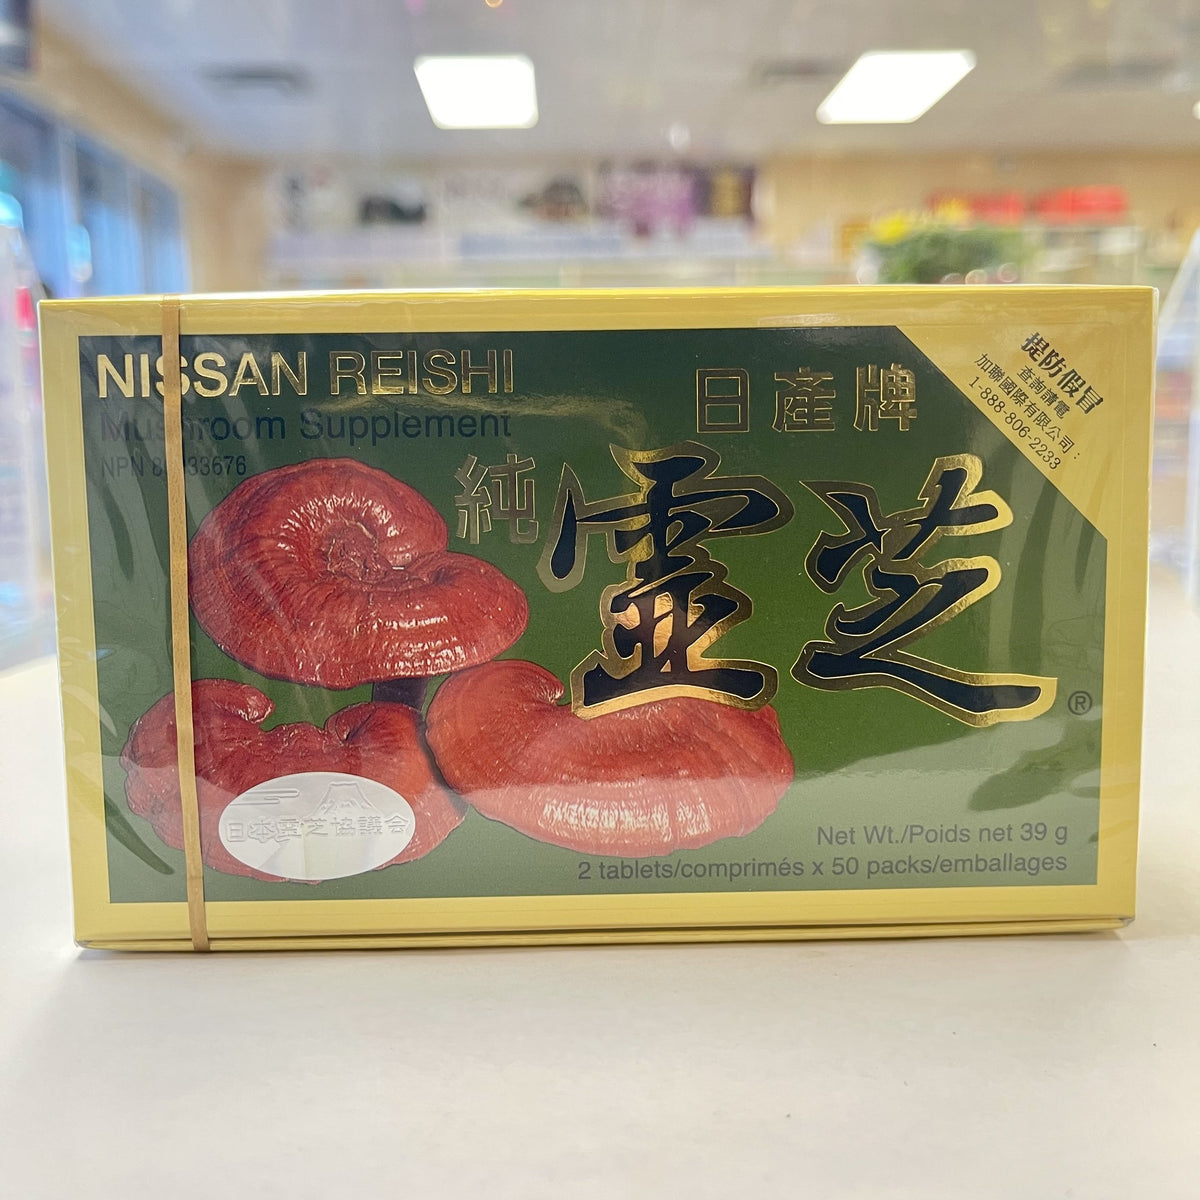 NISSAN REISHI
Mushroom Supplement
日產牌
純靈芝
®
提防假冒
查詢請電
加聯國際有限公司：
1-888-806-2233
日本霊芝協議会
Net Wt./Poids net 39 g
2 tablets/comprimés x 50 packs/emballages